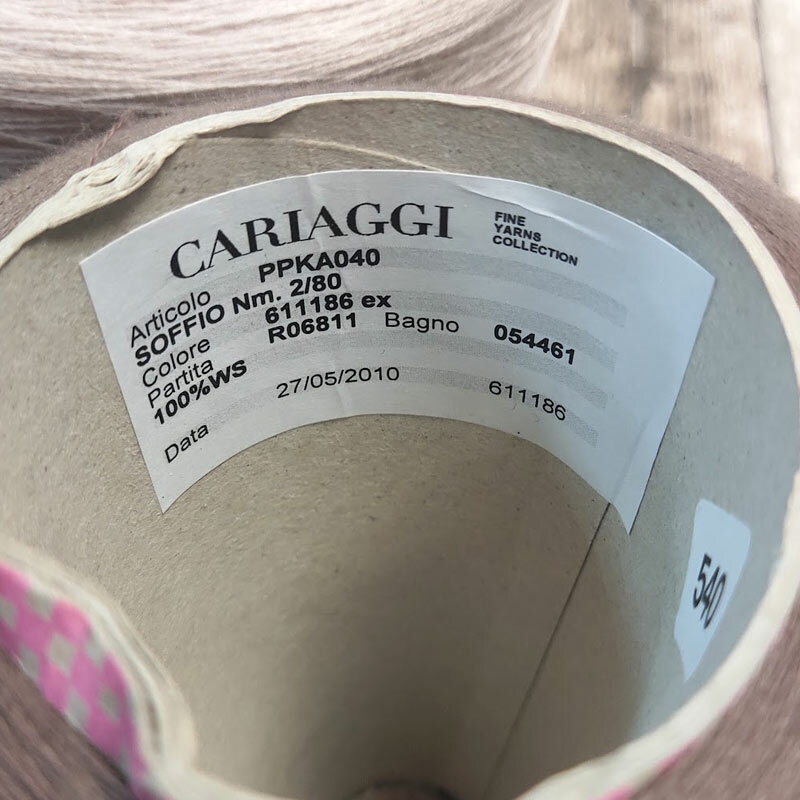 CARIAGGI
FINE
YARNS
COLLECTION
Articolo PPKA040
SOFFIO Nm. 2/80
Colore 611186 ex
Partita R06811 Bagno 054461
100%WS
Data 27/05/2010 611186
540